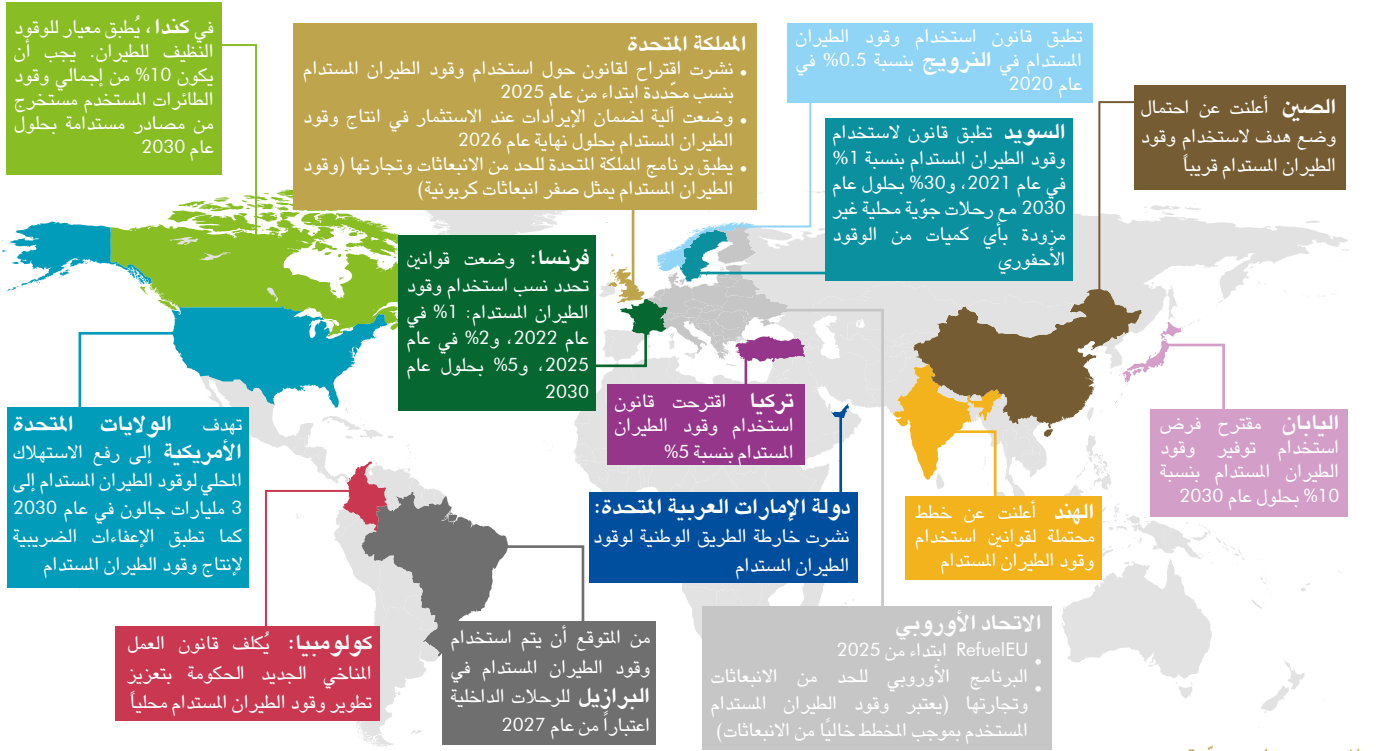 في كندا، يُطبق معيار للوقود
النظيف للطيران. يجب أن
يكون 10% من إجمالي وقود
الطائرات المستخدم مستخرج
من مصادر مستدامة بحلول
عام 2030
المملكة المتحدة
• نشرت اقتراح لقانون حول استخدام وقود الطيران المستدام
بنسب محّددة ابتداء من عام 2025
• وضعت آلية لضمان الإيرادات عند الاستثمار في انتاج وقود
الطيران المستدام بحلول نهاية عام 2026
• يطبق برنامج المملكة المتحدة للحد من الانبعاثات وتجارتها (وقود
الطيران المستدام يمثل صفر انبعاثات كربونية)
تطبق قانون استخدام وقود الطيران
المستدام في النرويج بنسبة 0.5% في
عام 2020
السويد تطبق قانون لاستخدام
وقود الطيران المستدام بنسبة 1%
في عام 2021، و30% بحلول عام
2030 مع رحلات جوّية محلية غير
مزودة بأي كميات من الوقود
الأحفوري
الصين أعلنت عن احتمال
وضع هدف لاستخدام وقود
الطيران المستدام قريباً
فرنسا: وضعت قوانين
تحدد نسب استخدام وقود
الطيران المستدام: 1% في
عام 2022، و2% في عام
2025، و5% بحلول عام
2030
تركيا اقترحت قانون
استخدام وقود الطيران
المستدام بنسبة 5%
اليابان مقترح فرض
استخدام توفير وقود
الطيران المستدام بنسبة
10% بحلول عام 2030
تهدف الولايات المتحدة
الأمريكية إلى رفع الاستهلاك
المحلي لوقود الطيران المستدام إلى
3 مليارات جالون في عام 2030
كما تطبق الإعفاءات الضريبية
لإنتاج وقود الطيران المستدام
دولة الإمارات العربية المتحدة:
نشرت خارطة الطريق الوطنية لوقود
الطيران المستدام
الهند أعلنت عن خطط
محتملة لقوانين استخدام
وقود الطيران المستدام
كولومبيا: يُكلف قانون العمل
المناخي الجديد الحكومة بتعزيز
تطوير وقود الطيران المستدام محلياً
من المتوقع أن يتم استخدام
وقود الطيران المستدام في
البرازيل للرحلات الداخلية
اعتباراً من عام 2027
الاتحاد الأوروبي
• RefuelEU ابتداء من 2025
• البرنامج الأوروبي للحد من الانبعاثات
وتجارتها (يعتبر وقود الطيران المستدام
المستخدم بموجب المخطط خاليًا من الانبعاثات)